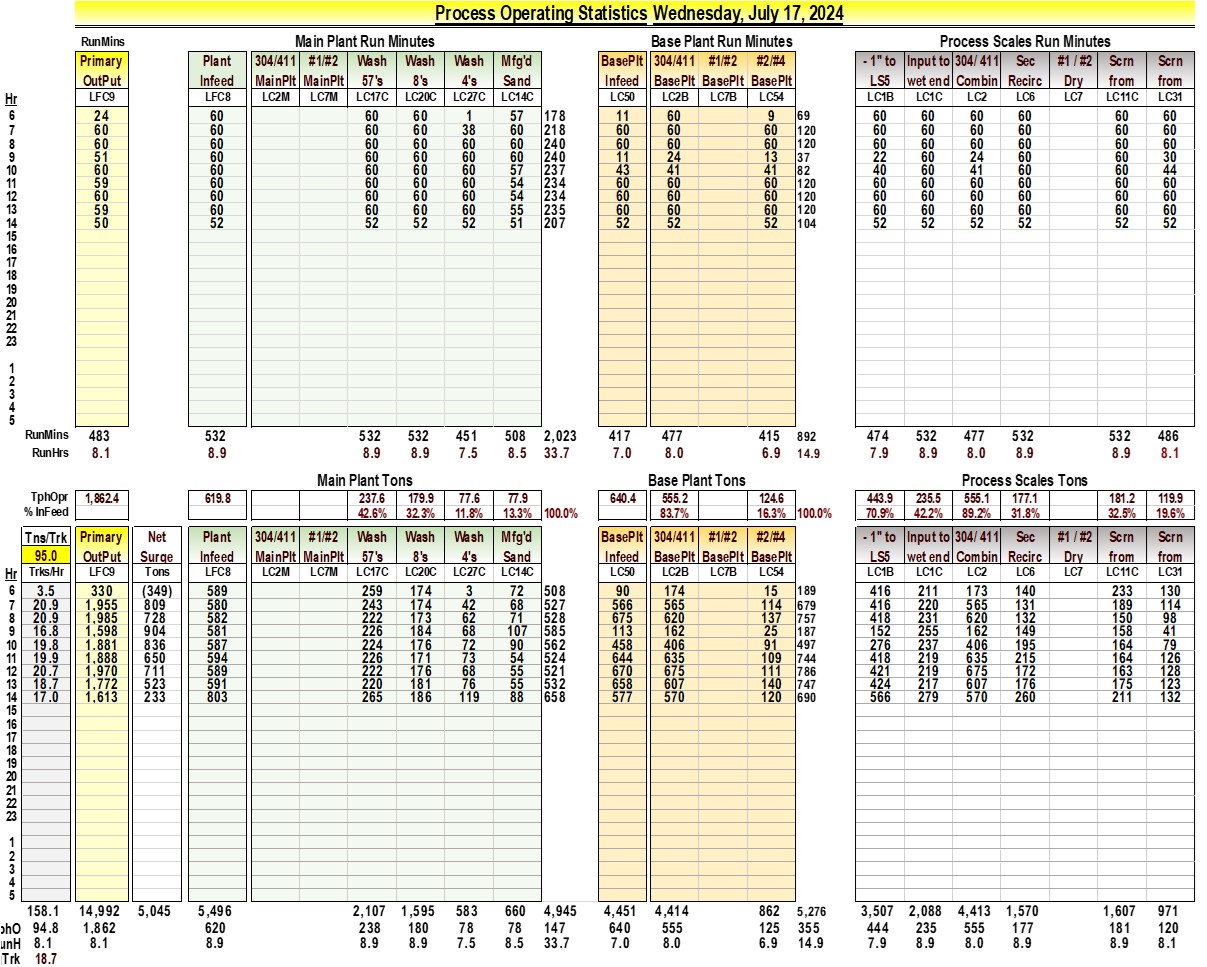 Process Operating Statistics Wednesday, July 17, 2024
RunMins Main Plant Run Minutes Base Plant Run Minutes Process Scales Run Minutes
Primary Plant 304/411 #1/#2 Wash Wash Wash Mfg'd BasePlt 304/411 #1/#2 #2/#4 - 1" to Input to 304/ 411 Sec #1 / #2 Scrn Scrn
OutPut Infeed MainPlt MainPlt 57's 8's 4's Sand Infeed BasePlt BasePlt BasePlt LS5 wet end Combin Recirc Dry from from
Hr LFC9 LFC8 LC2M LC7M LC17C LC20C LC27C LC14C LC50 LC2B LC7B LC54 LC1B LC1C LC2 LC6 LC7 LC11C LC31
6 24 60 60 60 1 57 178 11 60 9 69 60 60 60 60 60 60
7 60 60 60 60 38 60 218 60 60 60 120 60 60 60 60 60 60
8 60 60 60 60 60 60 240 60 60 60 120 60 60 60 60 60 60
9 51 60 60 60 60 60 240 11 24 13 37 22 60 24 60 60 30
10 60 60 60 60 60 57 237 43 41 41 82 40 60 41 60 60 44
11 59 60 60 60 60 54 234 60 60 60 120 60 60 60 60 60 60
12 60 60 60 60 60 54 234 60 60 60 120 60 60 60 60 60 60
13 59 60 60 60 60 55 235 60 60 60 120 60 60 60 60 60 60
14 50 52 52 52 52 51 207 52 52 52 104 52 52 52 52 52 52
15
16
17
18
19
20
21
22
23
1
2
3
4
5
RunMins 483 532 532 532 451 508 2,023 417 477 415 892 474 532 477 532 532 486
RunHrs 8.1 8.9 8.9 8.9 7.5 8.5 33.7 7.0 8.0 6.9 14.9 7.9 8.9 8.0 8.9 8.9 8.1
Main Plant Tons Base Plant Tons Process Scales Tons
TphOpr 1,862.4 619.8 237.6 179.9 77.6 77.9 640.4 555.2 124.6 443.9 235.5 555.1 177.1 181.2 119.9
% InFeed 42.6% 32.3% 11.8% 13.3% 100.0% 83.7% 16.3% 100.0% 70.9% 42.2% 89.2% 31.8% 32.5% 19.6%
Tns/Trk Primary Net Plant 304/411 #1/#2 Wash Wash Wash Mfg'd BasePlt 304/411 #1/#2 #2/#4 - 1" to Input to 304/ 411 Sec #1 / #2 Scrn Scrn
95.0 OutPut Surge Infeed MainPlt MainPlt 57's 8's 4's Sand Infeed BasePlt BasePlt BasePlt LS5 wet end Combin Recirc Dry from from
Hr Trks/Hr LFC9 Tons LFC8 LC2M LC7M LC17C LC20C LC27C LC14C LC50 LC2B LC7B LC54 LC1B LC1C LC2 LC6 LC7 LC11C LC31
6 3.5 330 (349) 589 259 174 3 72 508 90 174 15 189 416 211 173 140 233 130
7 20.9 1,955 809 580 243 174 42 68 527 566 565 114 679 416 220 565 131 189 114
8 20.9 1,985 728 582 222 173 62 71 528 675 620 137 757 418 231 620 132 150 98
9 16.8 1,598 904 581 226 184 68 107 585 113 162 25 187 152 255 162 149 158 41
10 19.8 1,881 836 587 224 176 72 90 562 458 406 91 497 276 237 406 195 164 79
11 19.9 1,888 650 594 226 171 73 54 524 644 635 109 744 418 219 635 215 164 126
12 20.7 1,970 711 589 222 176 68 55 521 670 675 111 786 421 219 675 172 163 128
13 18.7 1,772 523 591 220 181 76 55 532 658 607 140 747 424 217 607 176 175 123
14 17.0 1,613 233 803 265 186 119 88 658 577 570 120 690 566 279 570 260 211 132
15
16
17
18
19
20
21
22
23
1
2
3
4
5
158.1 14,992 5,045 5,496 2,107 1,595 583 660 4,945 4,451 4,414 862 5,276 3,507 2,088 4,413 1,570 1,607 971
phO 94.8 1,862 620 238 180 78 78 147 640 555 125 355 444 235 555 177 181 120
unH 8.1 8.1 8.9 8.9 8.9 7.5 8.5 33.7 7.0 8.0 6.9 14.9 7.9 8.9 8.0 8.9 8.9 8.1
Trk 18.7